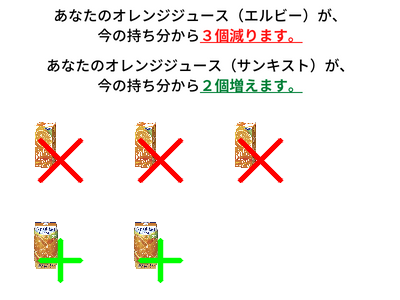 あなたのオレンジジュース（エルビー）が、
今の持ち分から３個減ります。
あなたのオレンジジュース（サンキスト）が、
今の持ち分から２個増えます。